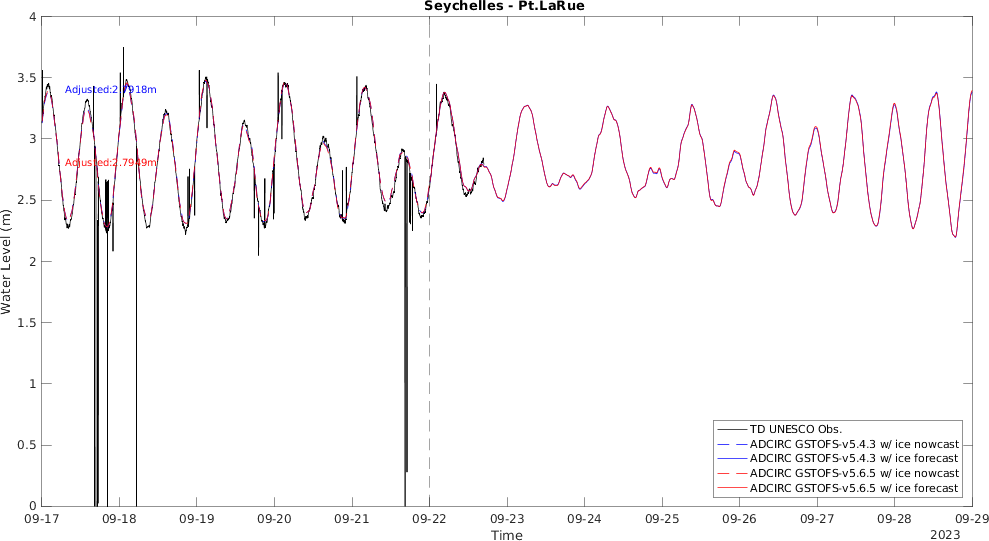 Seychelles - Pt.LaRue
4
3.5
3
2.5
2
1.5
1
0.5
0
Water Level (m)
Adjusted:2.7918m
Adjusted:2.7949m
TD UNESCO Obs.
ADCIRC GSTOFS-v5.4.3 w/ ice nowcast
ADCIRC GSTOFS-v5.4.3 w/ ice forecast
ADCIRC GSTOFS-v5.6.5 w/ ice nowcast
ADCIRC GSTOFS-v5.6.5 w/ ice forecast
09-17 09-18 09-19 09-20 09-21 09-22 09-23 09-24 09-25 09-26 09-27 09-28 09-29
Time
2023